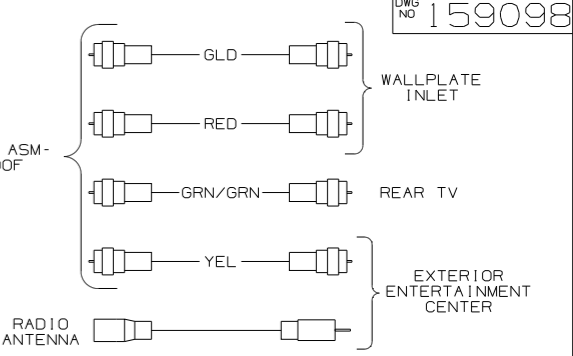 DWG
NO 159098
GLD
WALLPLATE
INLET
RED
ASM-
OF
GRN/GRN
REAR TV
YEL
EXTERIOR
ENTERTAINMENT
CENTER
RADIO
ANTENNA